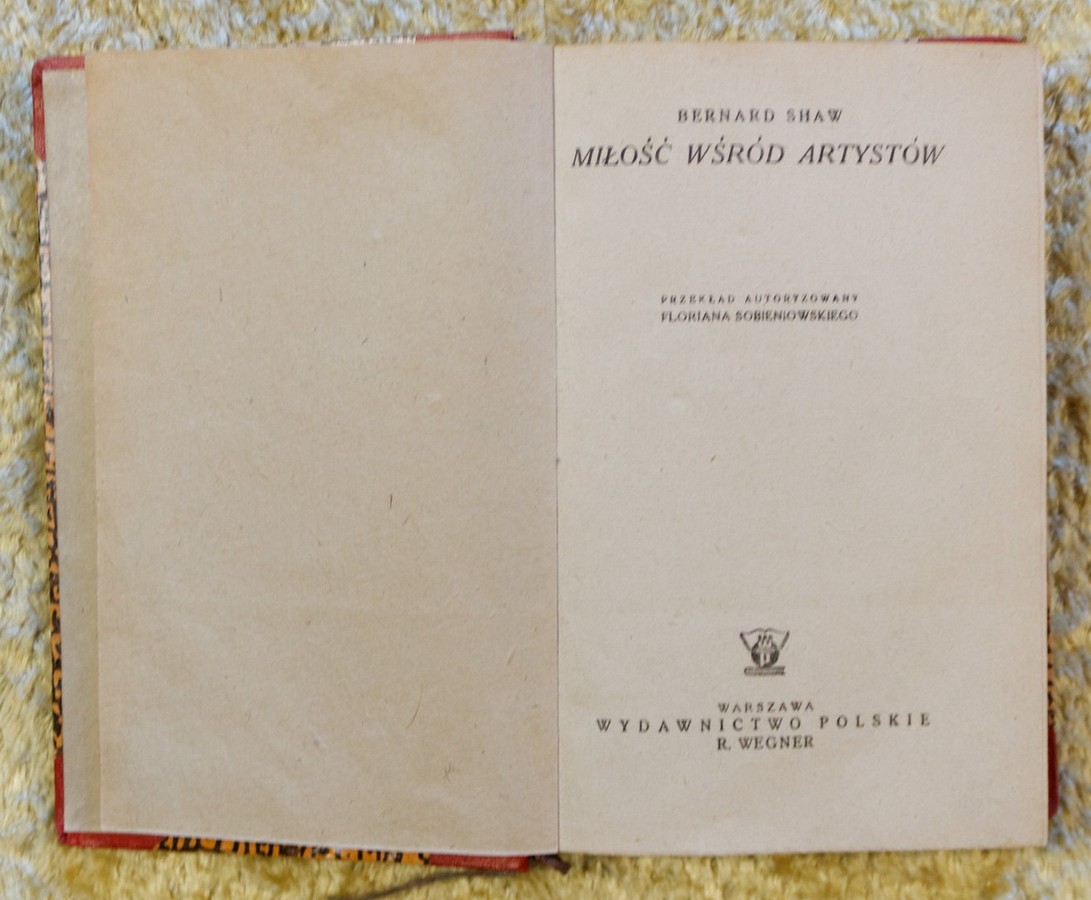 BERNARD SHAW
MIŁOŚĆ WŚRÓD ARTYSTÓW
PRZEKŁAD AUTORYZOWANY
FLORIANA SOBIENIOWSKIEGO
WARSZAWA
WYDAWNICTWO POLSKIE
R. WEGNER